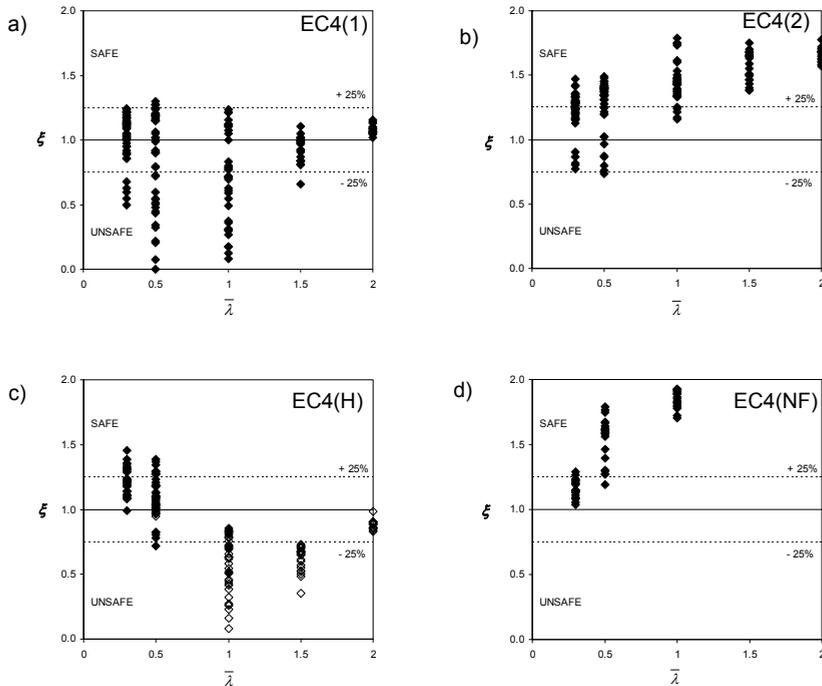 a)
EC4(1)
2.0
SAFE
1.5
+ 25%
ξ
1.0
- 25%
0.5
UNSAFE
0.0
0
0.5
1
1.5
2
λ̅
b)
EC4(2)
2.0
SAFE
1.5
+ 25%
ξ
1.0
- 25%
0.5
UNSAFE
0.0
0
0.5
1
1.5
2
λ̅
c)
EC4(H)
2.0
SAFE
1.5
+ 25%
ξ
1.0
- 25%
0.5
UNSAFE
0.0
0
0.5
1
1.5
2
λ̅
d)
EC4(NF)
2.0
SAFE
1.5
+ 25%
ξ
1.0
- 25%
0.5
UNSAFE
0.0
0
0.5
1
1.5
2
λ̅